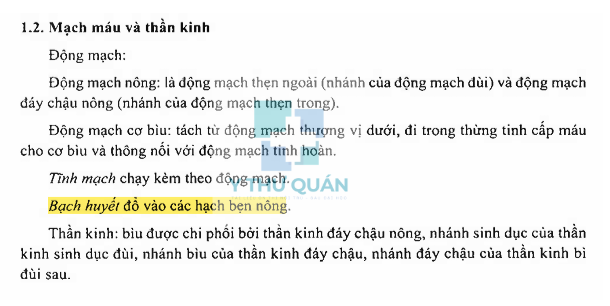 1.2. Mạch máu và thần kinh
Động mạch:
Động mạch nông: là động mạch thẹn ngoài (nhánh của động mạch đùi) và động mạch
đáy chậu nông (nhánh của động mạch thẹn trong).
Động mạch cơ bìu: tách từ động mạch thượng vị dưới, đi trong thừng tinh cấp máu
cho cơ bìu và thông nối với động mạch tinh hoàn.
Tĩnh mạch chạy kèm theo động mạch.
Y THƯ QUÁN
Bạch huyết đổ vào các hạch bẹn nông.
Thần kinh: bìu được chi phối bởi thần kinh đáy chậu nông, nhánh sinh dục của thần
kinh sinh dục đùi, nhánh bìu của thần kinh đáy chậu, nhánh đáy chậu của thần kinh bì
đùi sau.